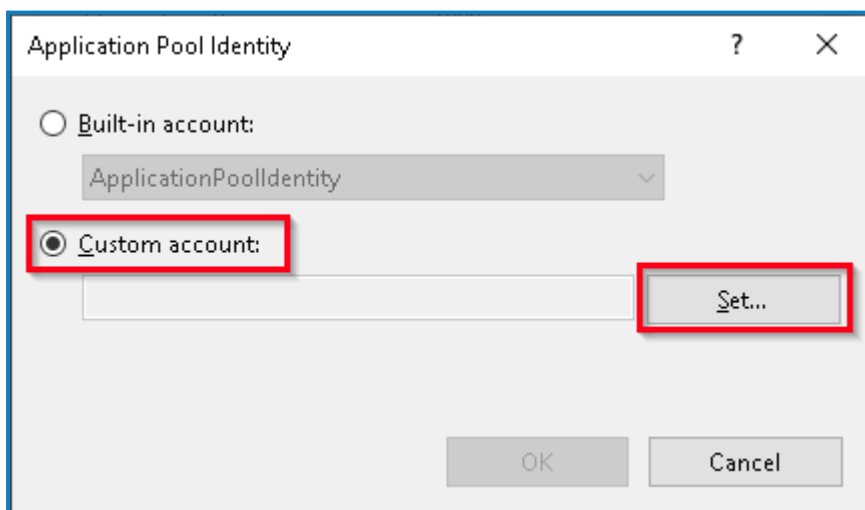 Application Pool Identity
Built-in account:
ApplicationPoolIdentity
Custom account:
Set...
OK
Cancel